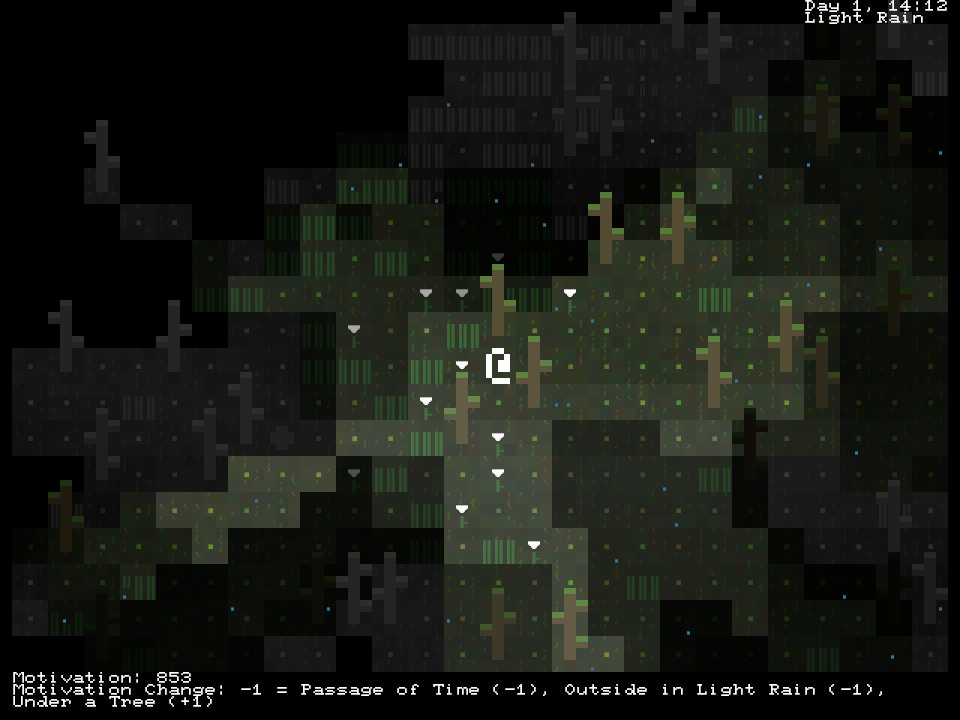 Day 1, 14:12
Light Rain
@
Motivation: 853
Motivation Change: -1 = Passage of Time (-1), Outside in Light Rain (-1),
Under a Tree (+1)